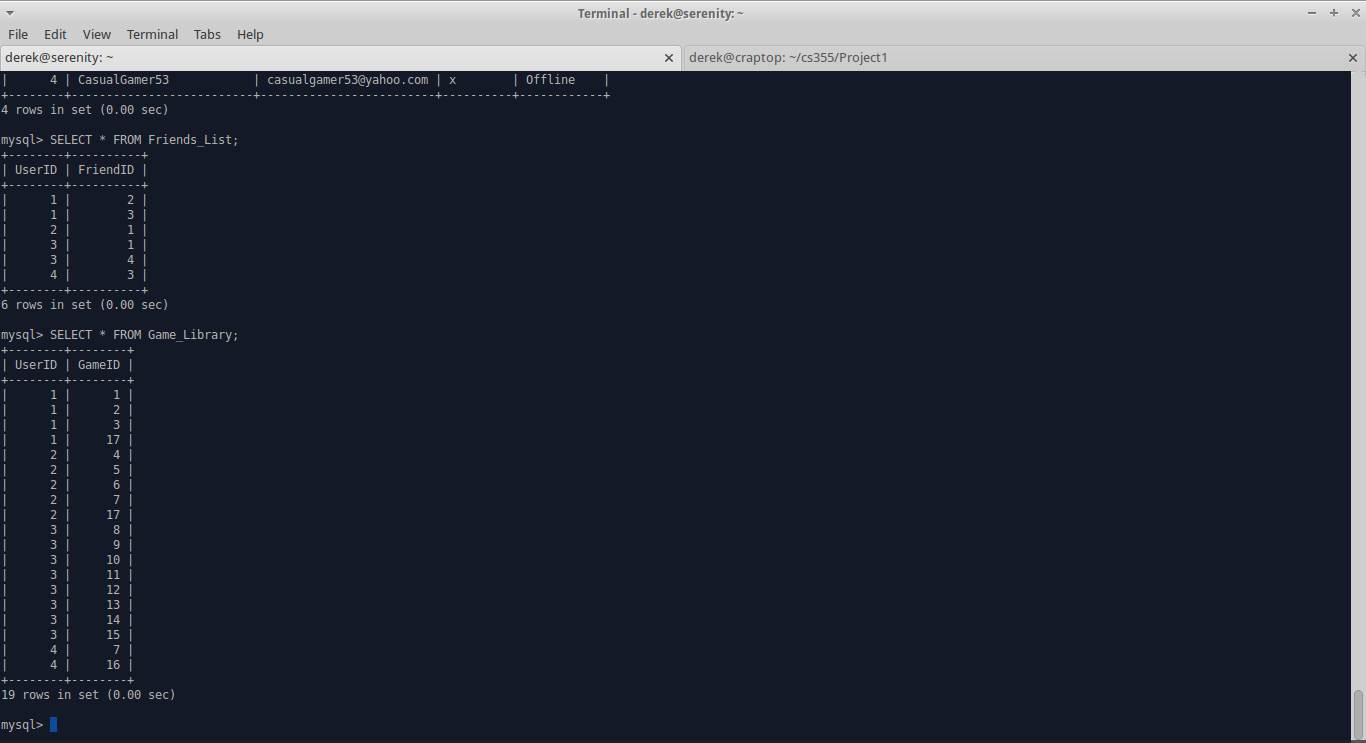 Terminal - derek@serenity: ~
File Edit View Terminal Tabs Help
derek@serenity: ~ derek@craptop: ~/cs355/Project1
|      4 | CasualGamer53            | casualgamer53@yahoo.com | x        | Offline    |
+--------+--------------------------+-------------------------+----------+------------+
4 rows in set (0.00 sec)
mysql> SELECT * FROM Friends_List;
+--------+----------+
| UserID | FriendID |
+--------+----------+
|      1 |        2 |
|      1 |        3 |
|      2 |        1 |
|      3 |        1 |
|      3 |        4 |
|      4 |        3 |
+--------+----------+
6 rows in set (0.00 sec)
mysql> SELECT * FROM Game_Library;
+--------+--------+
| UserID | GameID |
+--------+--------+
|      1 |      1 |
|      1 |      2 |
|      1 |      3 |
|      1 |     17 |
|      2 |      4 |
|      2 |      5 |
|      2 |      6 |
|      2 |      7 |
|      2 |     17 |
|      3 |      8 |
|      3 |      9 |
|      3 |     10 |
|      3 |     11 |
|      3 |     12 |
|      3 |     13 |
|      3 |     14 |
|      3 |     15 |
|      4 |      7 |
|      4 |     16 |
+--------+--------+
19 rows in set (0.00 sec)
mysql>